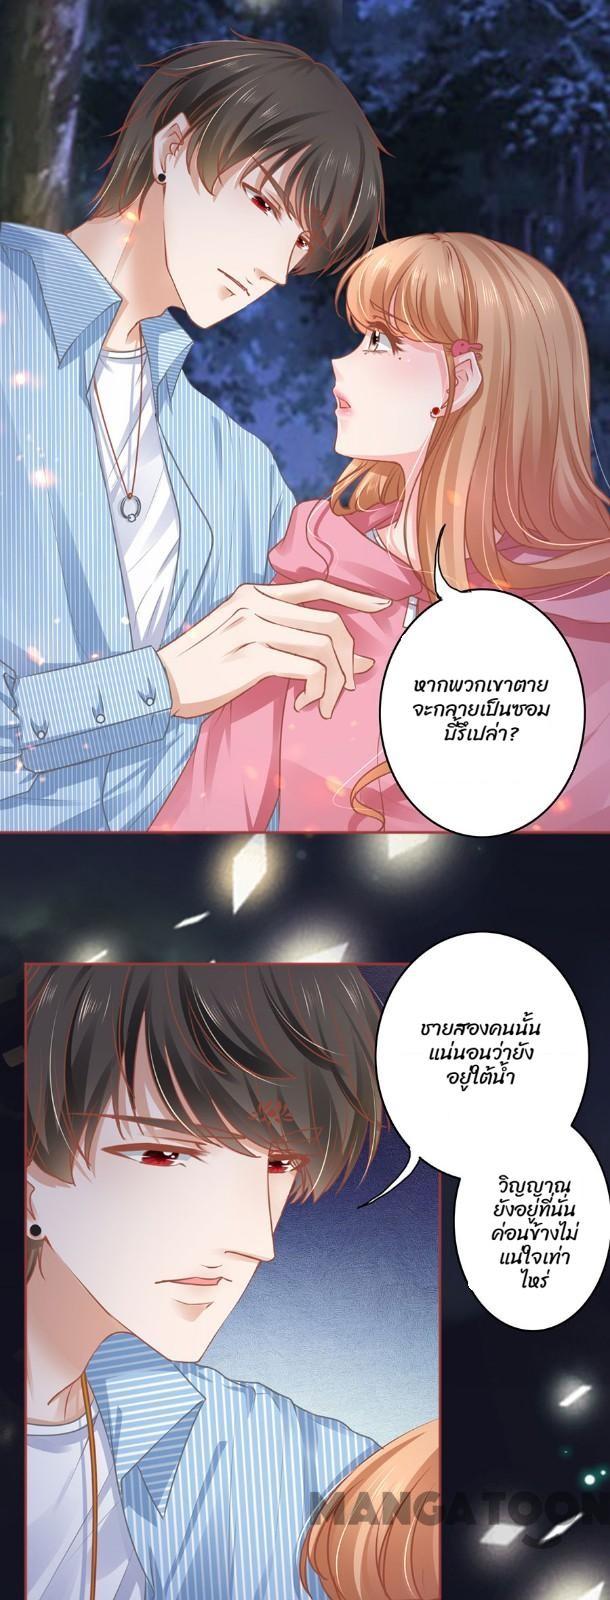 หากพวกเขาตาย
จะกลายเป็นซอม
บี้รึเปล่า?
ชายสองคนนั้น
แน่นอนว่ายัง
อยู่ใต้น้ำ
วิญญาณ
ยังอยู่ที่นั่น
ค่อนข้างไม่
แน่ใจเท่า
ไหร่
MANGATOON